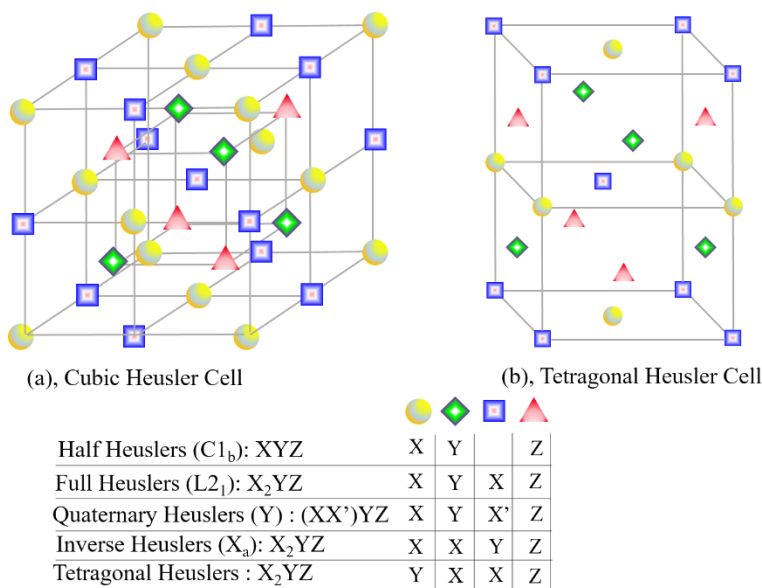 (a), Cubic Heusler Cell
(b), Tetragonal Heusler Cell
Half Heuslers (C1b): XYZ X Y Z
Full Heuslers (L21): X2YZ X Y X Z
Quaternary Heuslers (Y) : (XX')YZ X Y X' Z
Inverse Heuslers (Xa): X2YZ X X Y Z
Tetragonal Heuslers : X2YZ Y X X Z